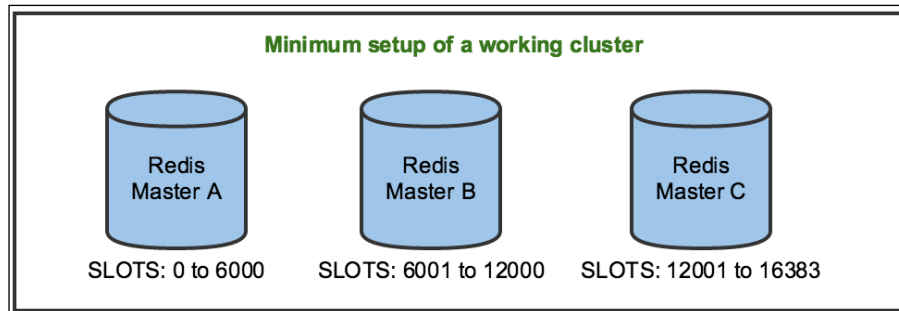 Minimum setup of a working cluster
Redis
Master A
Redis
Master B
Redis
Master C
SLOTS: 0 to 6000
SLOTS: 6001 to 12000
SLOTS: 12001 to 16383